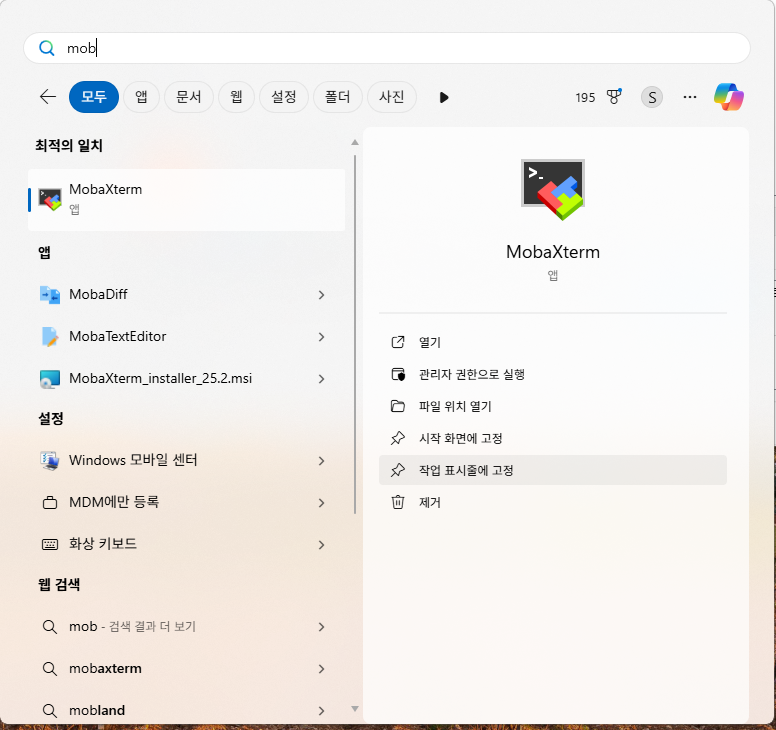 mob
모두
앱
문서
웹
설정
폴더
사진
195
S
최적의 일치
MobaXterm
앱
앱
MobaDiff
MobaTextEditor
MobaXterm_installer_25.2.msi
설정
Windows 모바일 센터
MDM에만 등록
화상 키보드
웹 검색
mob - 검색 결과 더 보기
mobaxterm
mobland
MobaXterm
앱
열기
관리자 권한으로 실행
파일 위치 열기
시작 화면에 고정
작업 표시줄에 고정
제거